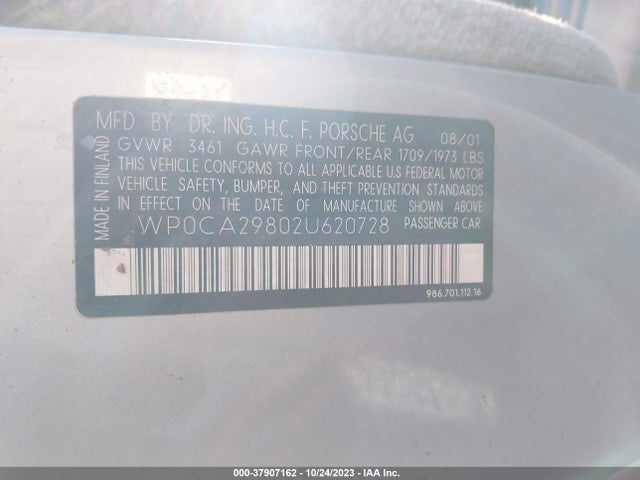 MFD BY DR. ING. H.C. F. PORSCHE AG 08/01
MADE IN FINLAND
GVWR 3461 GAWR FRONT/REAR 1709/1973 LBS
THIS VEHICLE CONFORMS TO ALL APPLICABLE U.S FEDERAL MOTOR
VEHICLE SAFETY, BUMPER, AND THEFT PREVENTION STANDARDS
IN EFFECT ON THE DATE OF MANUFACTURE SHOWN ABOVE
WP0CA29802U620728 PASSENGER CAR
986.701.112.16
000-37907162 - 10/24/2023 - IAA Inc.